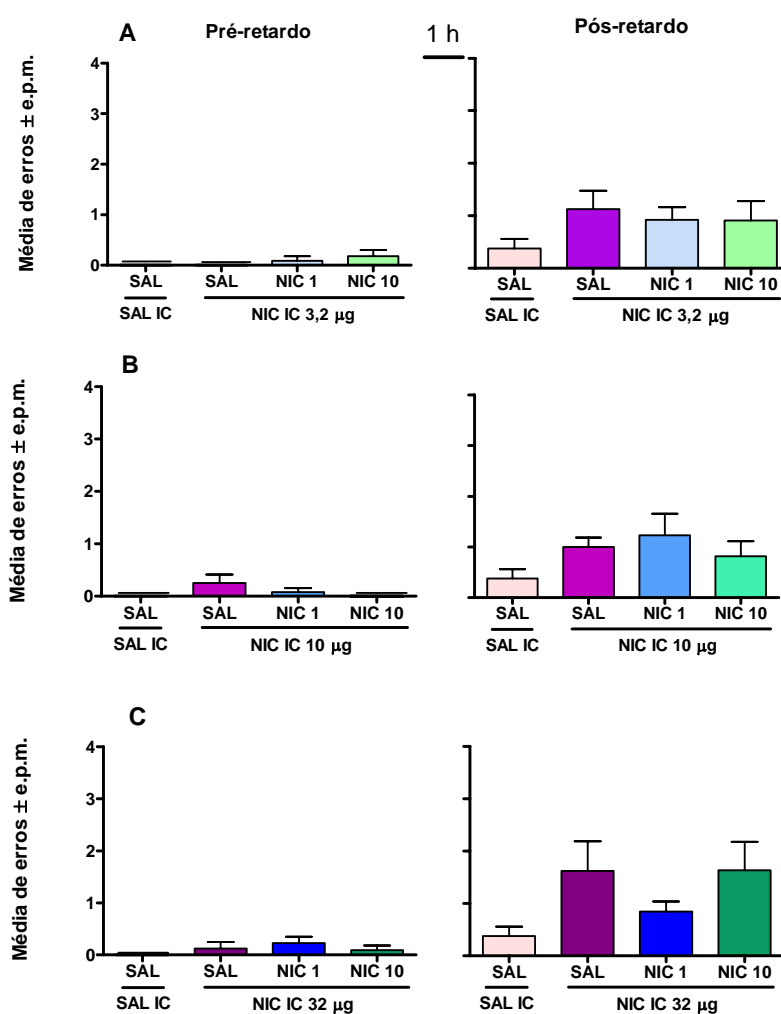 A
Pré-retardo
1 h
Pós-retardo
Média de erros ± e.p.m.
4
3
2
1
0
SAL
SAL
NIC 1
NIC 10
SAL IC
NIC IC 3,2 µg
SAL
SAL
NIC 1
NIC 10
SAL IC
NIC IC 3,2 µg
B
Média de erros ± e.p.m.
4
3
2
1
0
SAL
SAL
NIC 1
NIC 10
SAL IC
NIC IC 10 µg
SAL
SAL
NIC 1
NIC 10
SAL IC
NIC IC 10 µg
C
Média de erros ± e.p.m.
4
3
2
1
0
SAL
SAL
NIC 1
NIC 10
SAL IC
NIC IC 32 µg
SAL
SAL
NIC 1
NIC 10
SAL IC
NIC IC 32 µg